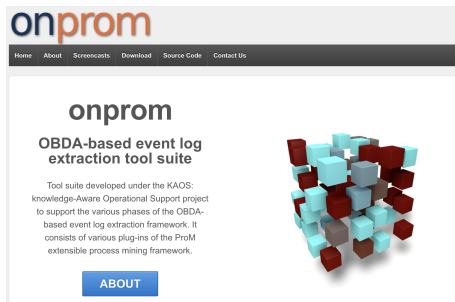 onprom
Home About Screencasts Download Source Code Contact Us
onprom
OBDA-based event log
extraction tool suite
Tool suite developed under the KAOS:
knowledge-Aware Operational Support project
to support the various phases of the OBDA-
based event log extraction framework. It
consists of various plug-ins of the ProM
extensible process mining framework.
ABOUT